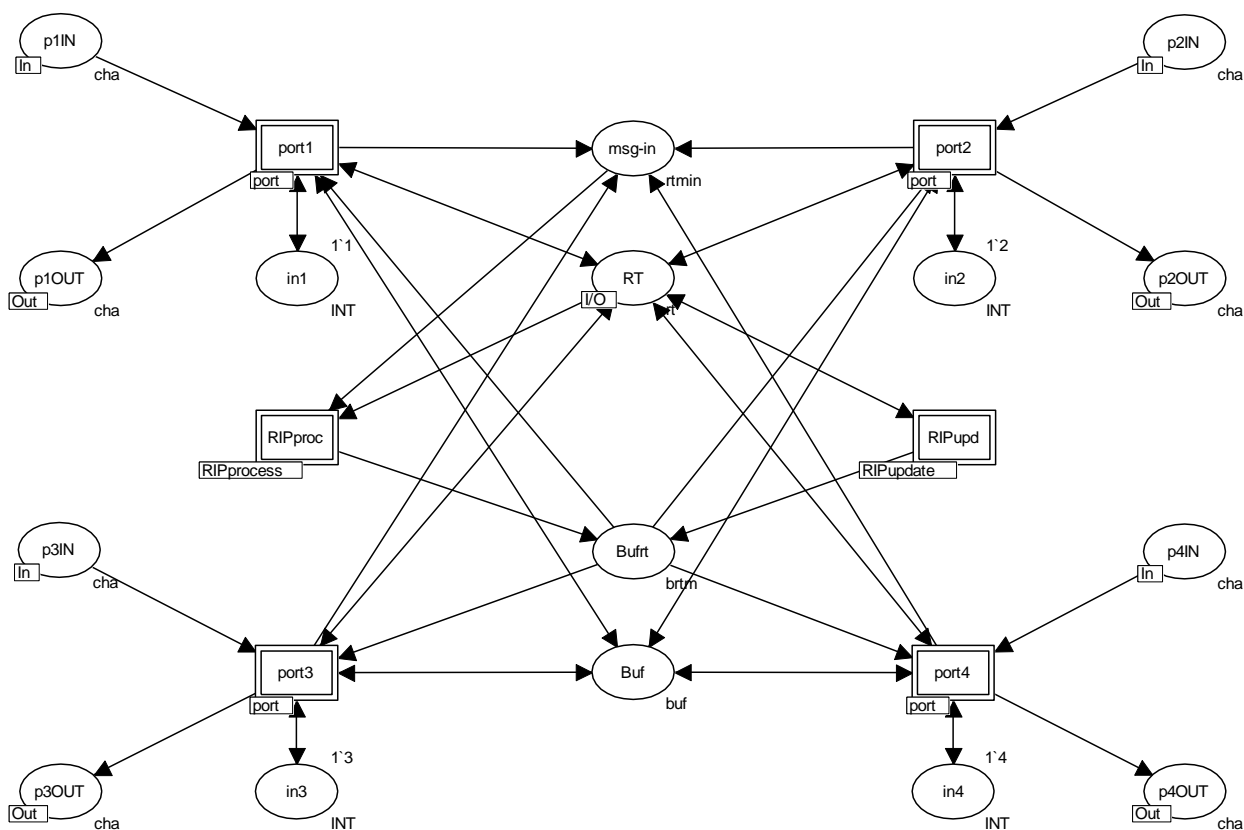 p1IN
In
cha
p2IN
In
cha
port1
port
msg-in
rtmin
port2
port
p1OUT
Out
cha
1`1
in1
INT
RT
I/O
rt
1`2
in2
INT
p2OUT
Out
cha
RIPproc
RIPprocess
RIPupd
RIPupdate
p3IN
In
cha
Bufrt
brtm
p4IN
In
cha
port3
port
Buf
buf
port4
port
p3OUT
Out
cha
1`3
in3
INT
1`4
in4
INT
p4OUT
Out
cha